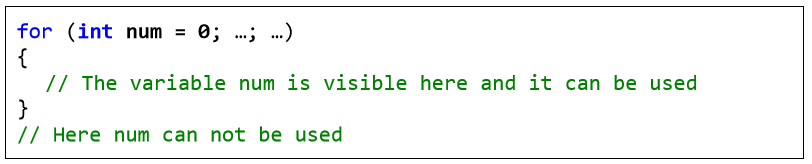 for (int num = 0; …; …)
{
// The variable num is visible here and it can be used
}
// Here num can not be used